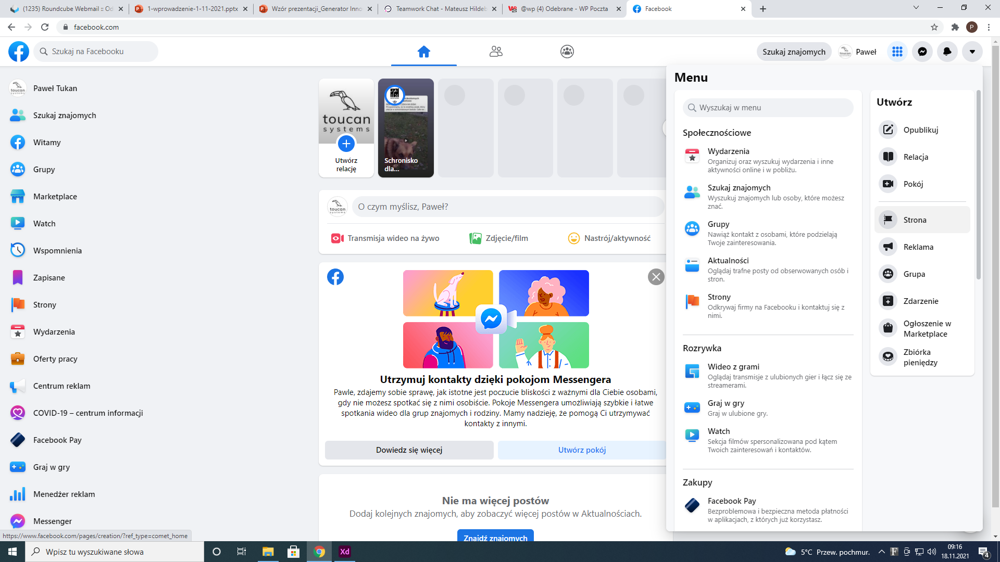 (1235) Roundcube Webmail :: Od
1-wprowadzenie-1-11-2021.pptx
Wzór prezentacji_Generator Inno
Teamwork Chat - Mateusz Hildeb
@wp (4) Odebrane - WP Poczta
Facebook
facebook.com
P
Szukaj na Facebooku
Szukaj znajomych
Paweł
Paweł Tukan
Szukaj znajomych
Witamy
Grupy
Marketplace
Watch
Wspomnienia
Zapisane
Strony
Wydarzenia
Oferty pracy
Centrum reklam
COVID-19 – centrum informacji
Facebook Pay
Graj w gry
Menedżer reklam
Messenger
https://www.facebook.com/pages/creation/?ref_type=comet_home
toucan
systems
Utwórz
relację
Schronisko
dla...
toucan
systems
O czym myślisz, Paweł?
Transmisja wideo na żywo
Zdjęcie/film
Nastrój/aktywność
Utrzymuj kontakty dzięki pokojom Messengera
Pawle, zdajemy sobie sprawę, jak istotne jest poczucie bliskości z ważnymi dla Ciebie osobami,
gdy nie możesz spotkać się z nimi osobiście. Pokoje Messengera umożliwiają szybkie i łatwe
spotkania wideo dla grup znajomych i rodziny. Mamy nadzieję, że pomogą Ci utrzymywać
kontakty z innymi.
Dowiedz się więcej
Utwórz pokój
Nie ma więcej postów
Dodaj kolejnych znajomych, aby zobaczyć więcej postów w Aktualnościach.
Znajdź znajomych
Menu
Wyszukaj w menu
Społecznościowe
Wydarzenia
Organizuj oraz wyszukuj wydarzenia i inne
aktywności online i w pobliżu.
Szukaj znajomych
Wyszukuj znajomych lub osoby, które możesz
znać.
Grupy
Nawiąż kontakt z osobami, które podzielają
Twoje zainteresowania.
Aktualności
Oglądaj trafne posty od obserwowanych osób i
stron.
Strony
Odkrywaj firmy na Facebooku i kontaktuj się z
nimi.
Rozrywka
Wideo z grami
Oglądaj transmisje z ulubionych gier i łącz się ze
streamerami.
Graj w gry
Graj w ulubione gry.
Watch
Sekcja filmów spersonalizowana pod kątem
Twoich zainteresowań i kontaktów.
Zakupy
Facebook Pay
Bezproblemowa i bezpieczna metoda płatności
w aplikacjach, z których już korzystasz.
Utwórz
Opublikuj
Relacja
Pokój
Strona
Reklama
Grupa
Zdarzenie
Ogłoszenie w
Marketplace
Zbiórka
pieniędzy
Wpisz tu wyszukiwane słowa
Xd
5°C Przew. pochmur.
09:16
18.11.2021
4